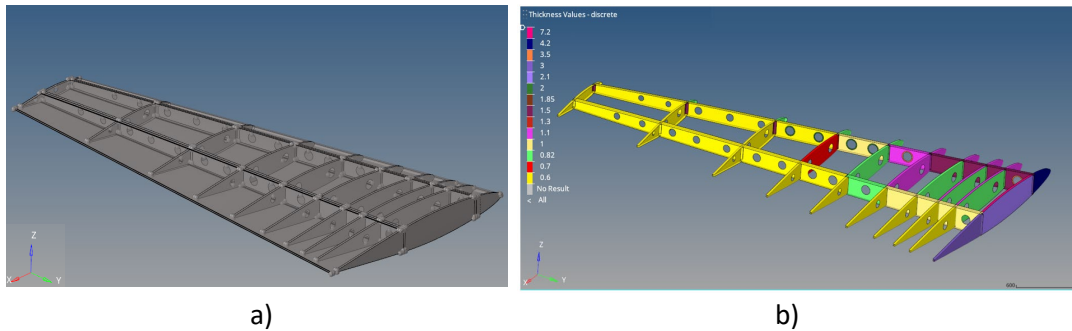 Thickness Values - discrete
7.2
4.2
3.5
3
2.1
2
1.85
1.5
1.3
1.1
1
0.82
0.7
0.6
No Result
< All
Z
X
Y
Z
X
Y
600
a)
b)